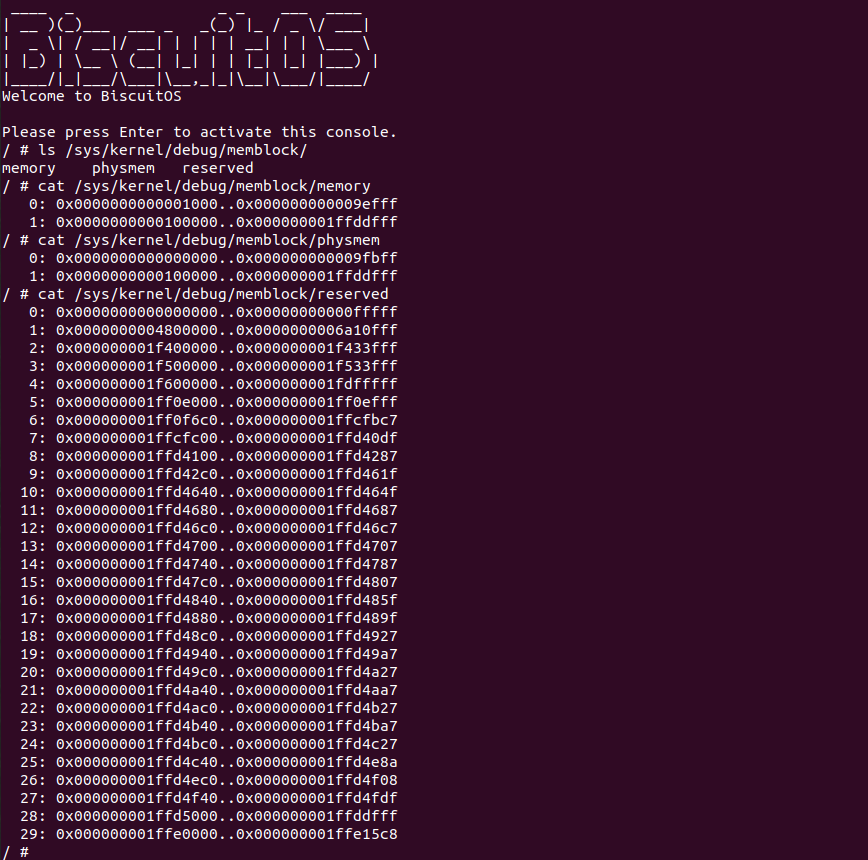 ____  _                _ _    ___  ____
| __ )(_)___  ___ _   _(_) |_ / _ \/ ___|
|  _ \| / __|/ __| | | | | __| | | \___ \
| |_) | \__ \ (__| |_| | | |_| |_| |___) |
|____/|_|___/\___|\__,_|_|\__|\___/|____/
Welcome to BiscuitOS

Please press Enter to activate this console.
/ # ls /sys/kernel/debug/memblock/
memory    physmem   reserved
/ # cat /sys/kernel/debug/memblock/memory
   0: 0x0000000000001000..0x000000000009efff
   1: 0x0000000000100000..0x000000001ffddfff
/ # cat /sys/kernel/debug/memblock/physmem
   0: 0x0000000000000000..0x000000000009fbff
   1: 0x0000000000100000..0x000000001ffddfff
/ # cat /sys/kernel/debug/memblock/reserved
   0: 0x0000000000000000..0x00000000000fffff
   1: 0x0000000004800000..0x0000000006a10fff
   2: 0x000000001f400000..0x000000001f433fff
   3: 0x000000001f500000..0x000000001f533fff
   4: 0x000000001f600000..0x000000001fdfffff
   5: 0x000000001ff0e000..0x000000001ff0efff
   6: 0x000000001ff0f6c0..0x000000001ffcfbc7
   7: 0x000000001ffcfc00..0x000000001ffd40df
   8: 0x000000001ffd4100..0x000000001ffd4287
   9: 0x000000001ffd42c0..0x000000001ffd461f
  10: 0x000000001ffd4640..0x000000001ffd464f
  11: 0x000000001ffd4680..0x000000001ffd4687
  12: 0x000000001ffd46c0..0x000000001ffd46c7
  13: 0x000000001ffd4700..0x000000001ffd4707
  14: 0x000000001ffd4740..0x000000001ffd4787
  15: 0x000000001ffd47c0..0x000000001ffd4807
  16: 0x000000001ffd4840..0x000000001ffd485f
  17: 0x000000001ffd4880..0x000000001ffd489f
  18: 0x000000001ffd48c0..0x000000001ffd4927
  19: 0x000000001ffd4940..0x000000001ffd49a7
  20: 0x000000001ffd49c0..0x000000001ffd4a27
  21: 0x000000001ffd4a40..0x000000001ffd4aa7
  22: 0x000000001ffd4ac0..0x000000001ffd4b27
  23: 0x000000001ffd4b40..0x000000001ffd4ba7
  24: 0x000000001ffd4bc0..0x000000001ffd4c27
  25: 0x000000001ffd4c40..0x000000001ffd4e8a
  26: 0x000000001ffd4ec0..0x000000001ffd4f08
  27: 0x000000001ffd4f40..0x000000001ffd4fdf
  28: 0x000000001ffd5000..0x000000001ffddfff
  29: 0x000000001ffe0000..0x000000001ffe15c8
/ #